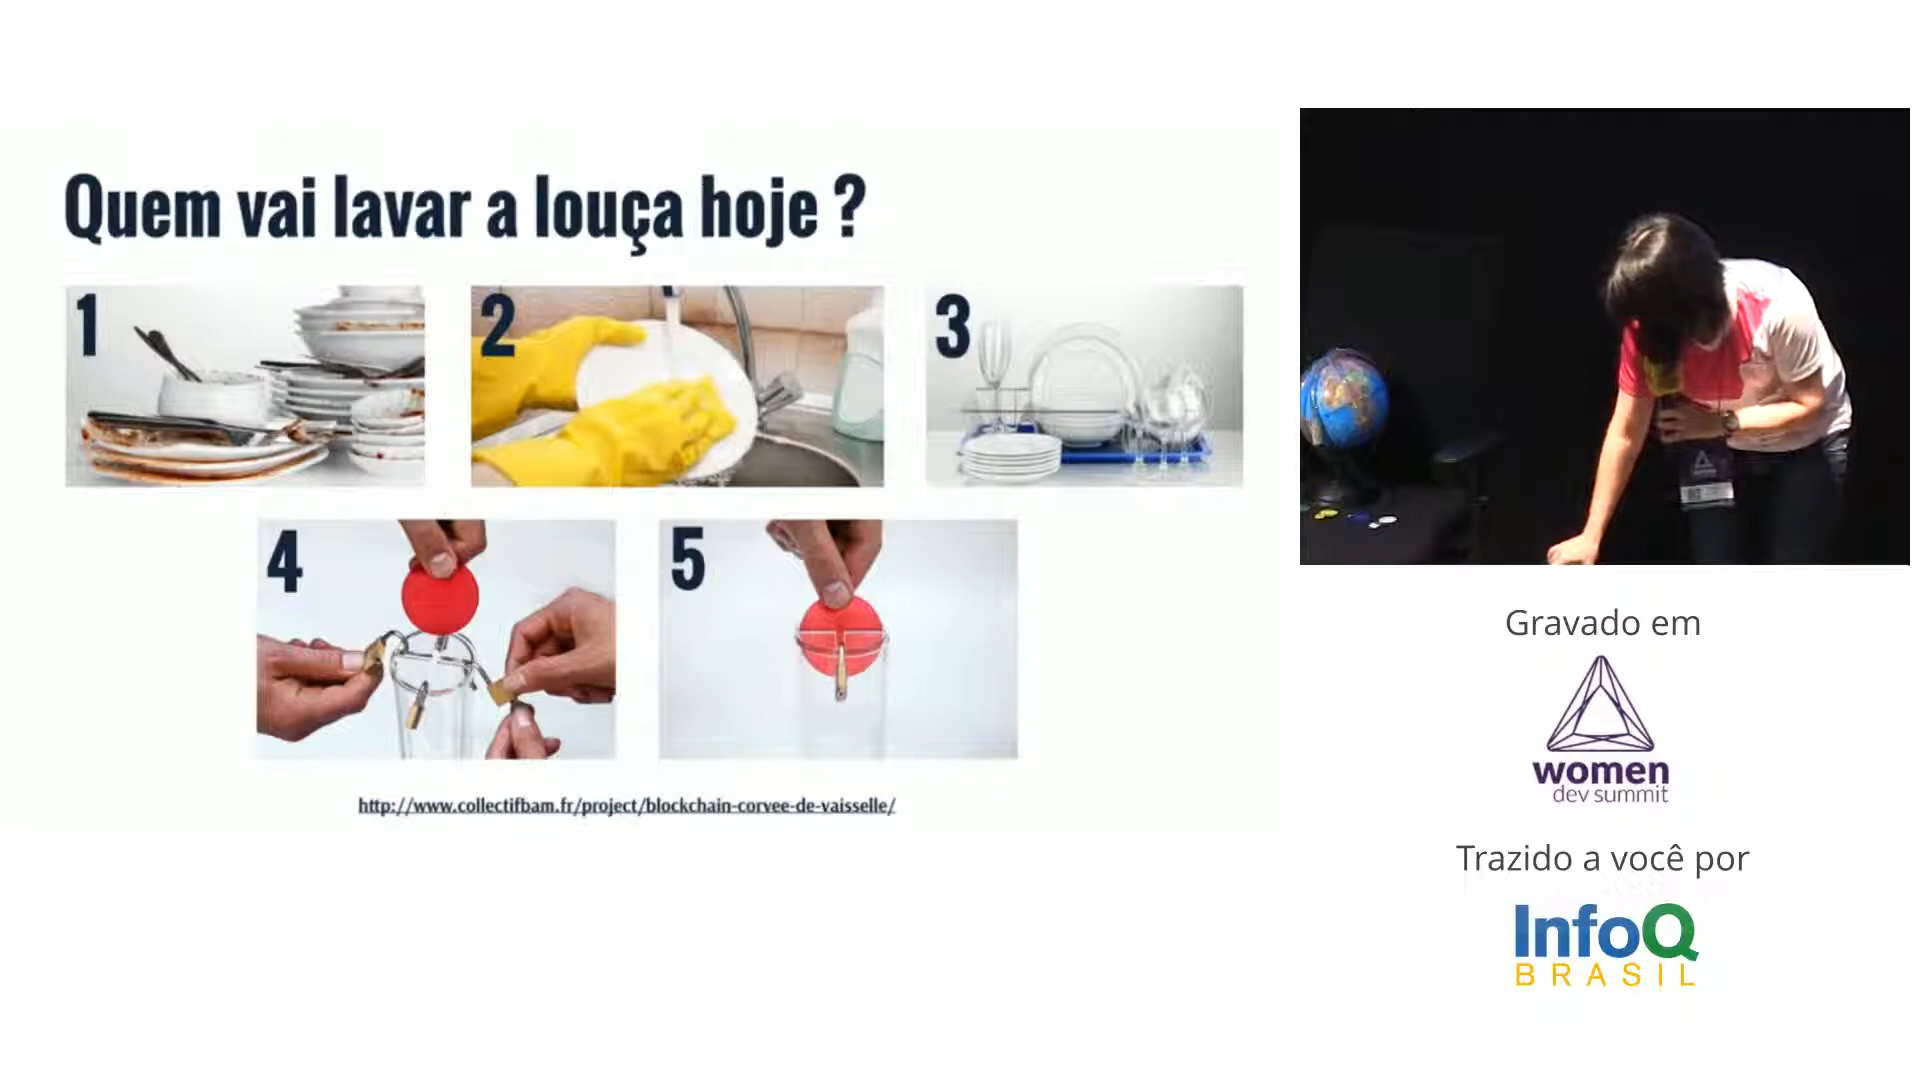 Quem vai lavar a louça hoje ?
1
2
3
4
5
http://www.collectifbam.fr/project/blockchain-corvee-de-vaisselle/
Gravado em
women
dev summit
Trazido a você por
InfoQ
BRASIL